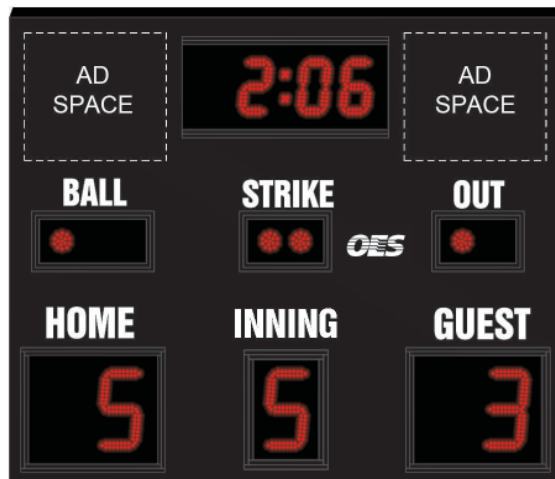 AD
SPACE
2:06
AD
SPACE
BALL
STRIKE
OES
OUT
HOME
INNING
GUEST
5
5
3